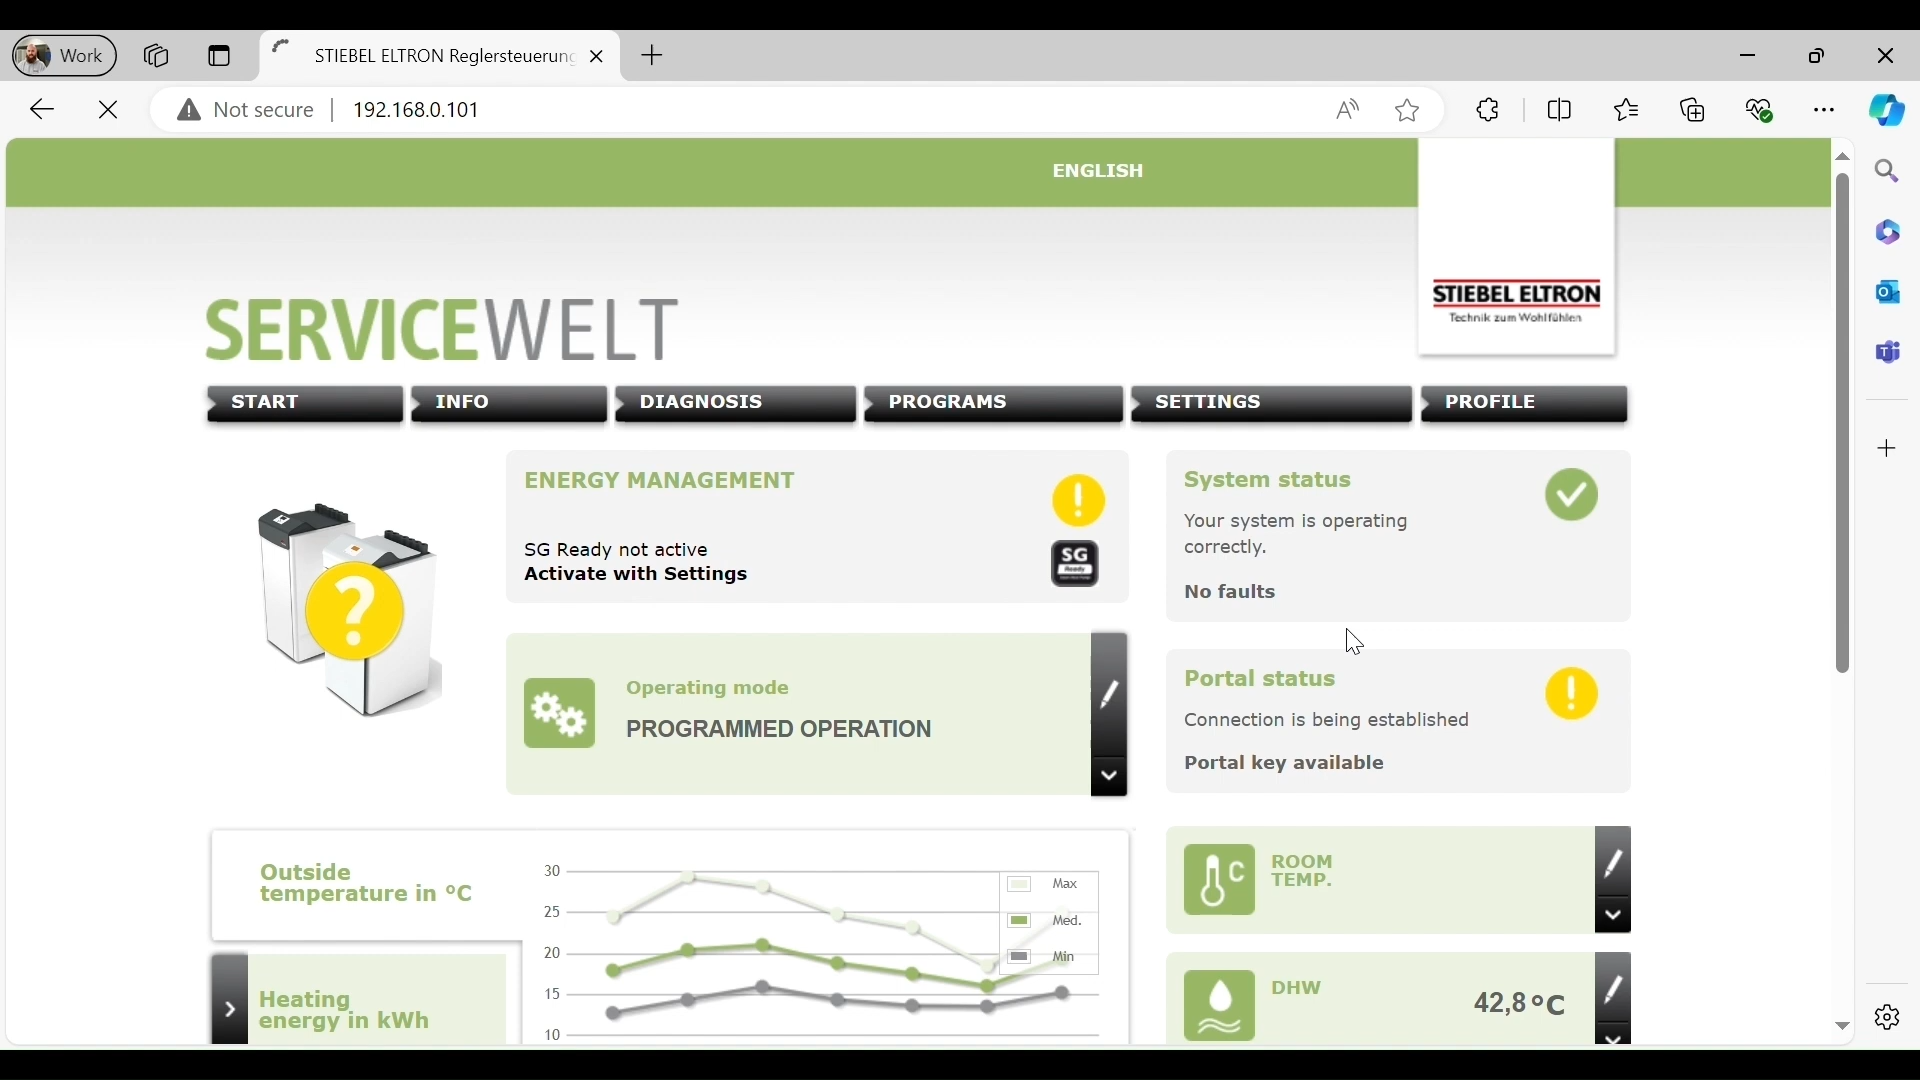 Work
STIEBEL ELTRON Reglersteuerung
Not secure
192.168.0.101
ENGLISH
STIEBEL ELTRON
Technik zum Wohlfühlen
SERVICEWELT
START
INFO
DIAGNOSIS
PROGRAMS
SETTINGS
PROFILE
ENERGY MANAGEMENT
SG Ready not active
Activate with Settings
SG
Ready
System status
Your system is operating
correctly.
No faults
Operating mode
PROGRAMMED OPERATION
Portal status
Connection is being established
Portal key available
Outside
temperature in °C
Heating
energy in kWh
30
25
20
15
10
Max
Med.
Min
C
ROOM
TEMP.
DHW
42,8°C